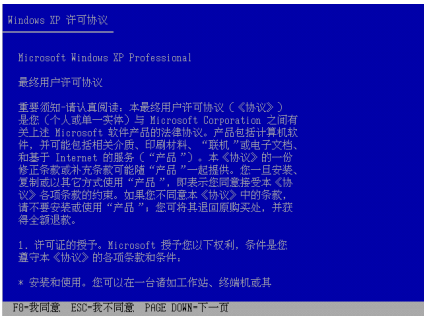 Windows XP 许可协议
Microsoft Windows XP Professional
最终用户许可协议
重要须知-请认真阅读：本最终用户许可协议（《协议》）
是您（个人或单一实体）与 Microsoft Corporation 之间有
关上述 Microsoft 软件产品的法律协议。产品包括计算机软
件，并可能包括相关介质、印刷材料、“联机”或电子文档、
和基于 Internet 的服务（“产品”）。本《协议》的一份
修正条款或补充条款可能随“产品”一起提供。您一旦安装、
复制或以其它方式使用“产品”，即表示您同意接受本《协
议》各项条款的约束。如果您不同意本《协议》中的条款，
请不要安装或使用“产品”；您可将其退回原购买处，并获
得全额退款。
1. 许可证的授予。Microsoft 授予您以下权利，条件是您
遵守本《协议》的各项条款和条件：
* 安装和使用。您可以在一台诸如工作站、终端机或其
F8=我同意 ESC=我不同意 PAGE DOWN=下一页